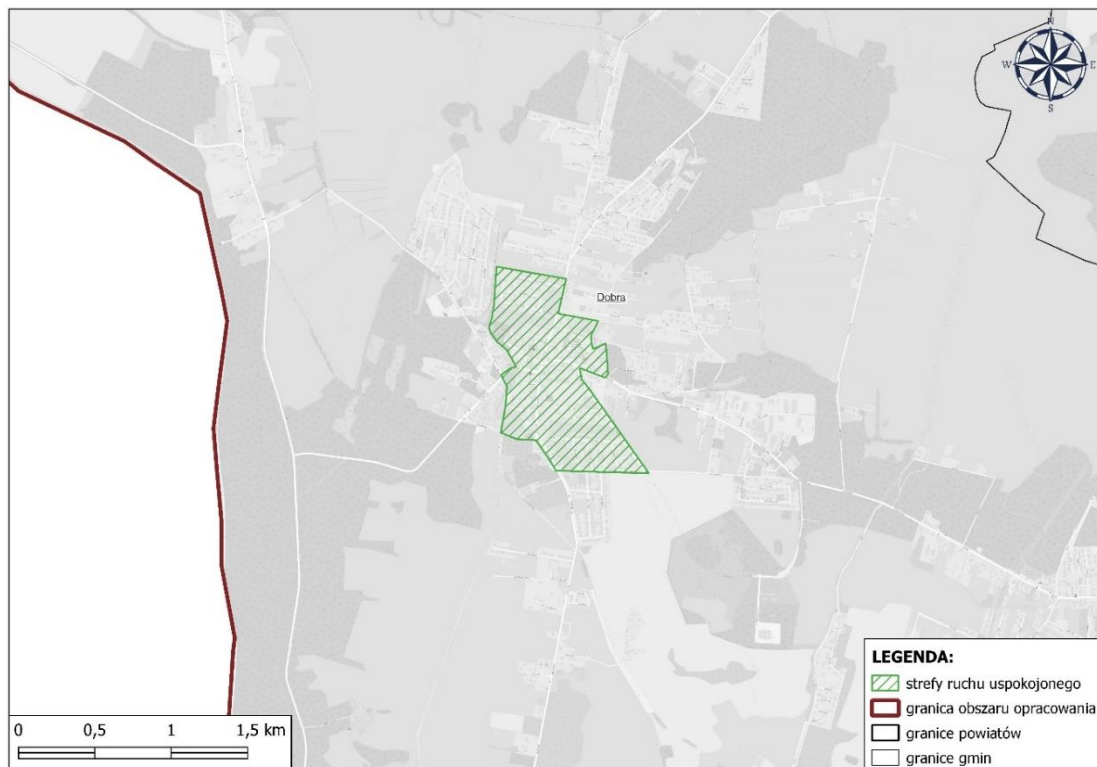 N
W E
S
Dobra
LEGENDA:
strefy ruchu uspokojonego
granica obszaru opracowania
granice powiatów
granice gmin
0 0,5 1 1,5 km